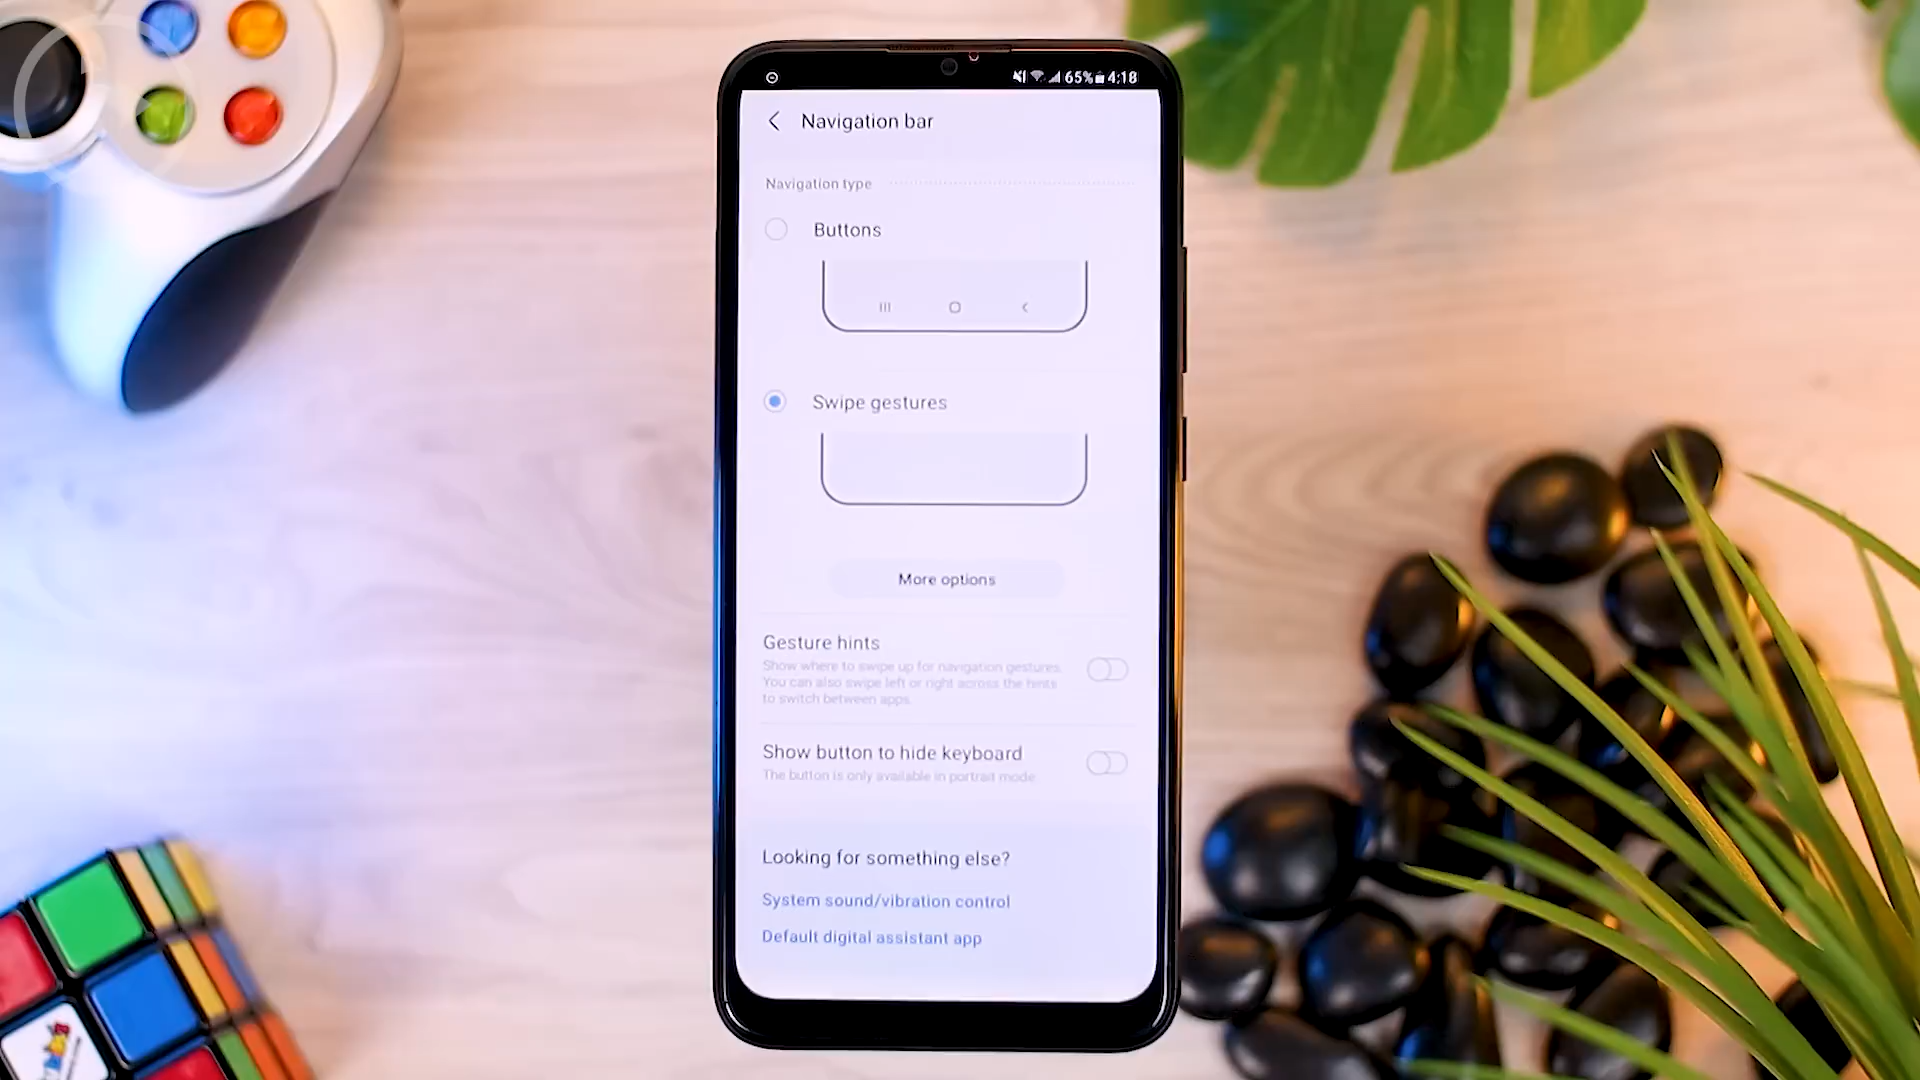 65% 4:18
Navigation bar
Navigation type
Buttons
Swipe gestures
More options
Gesture hints
Show where to swipe up for navigation gestures.
You can also swipe left or right across the hints
to switch between apps.
Show button to hide keyboard
The button is only available in portrait mode.
Looking for something else?
System sound/vibration control
Default digital assistant app